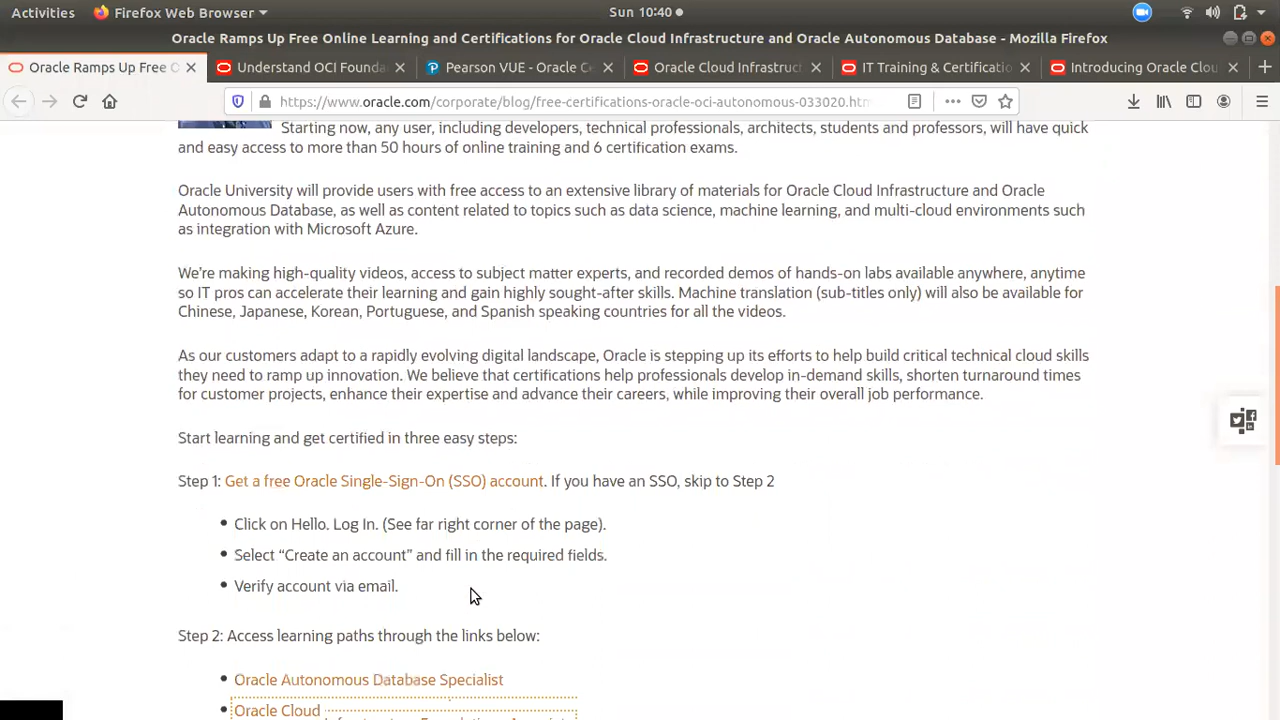 Activities Firefox Web Browser Sun 10:40
Oracle Ramps Up Free Online Learning and Certifications for Oracle Cloud Infrastructure and Oracle Autonomous Database - Mozilla Firefox
Oracle Ramps Up Free O Understand OCI Founda Pearson VUE - Oracle Ce Oracle Cloud Infrastruct IT Training & Certificatio Introducing Oracle Clou
https://www.oracle.com/corporate/blog/free-certifications-oracle-oci-autonomous-033020.htm
Starting now, any user, including developers, technical professionals, architects, students and professors, will have quick
and easy access to more than 50 hours of online training and 6 certification exams.
Oracle University will provide users with free access to an extensive library of materials for Oracle Cloud Infrastructure and Oracle
Autonomous Database, as well as content related to topics such as data science, machine learning, and multi-cloud environments such
as integration with Microsoft Azure.
We're making high-quality videos, access to subject matter experts, and recorded demos of hands-on labs available anywhere, anytime
so IT pros can accelerate their learning and gain highly sought-after skills. Machine translation (sub-titles only) will also be available for
Chinese, Japanese, Korean, Portuguese, and Spanish speaking countries for all the videos.
As our customers adapt to a rapidly evolving digital landscape, Oracle is stepping up its efforts to help build critical technical cloud skills
they need to ramp up innovation. We believe that certifications help professionals develop in-demand skills, shorten turnaround times
for customer projects, enhance their expertise and advance their careers, while improving their overall job performance.
Start learning and get certified in three easy steps:
Step 1: Get a free Oracle Single-Sign-On (SSO) account. If you have an SSO, skip to Step 2
• Click on Hello. Log In. (See far right corner of the page).
• Select “Create an account” and fill in the required fields.
• Verify account via email.
Step 2: Access learning paths through the links below:
• Oracle Autonomous Database Specialist
• Oracle Cloud